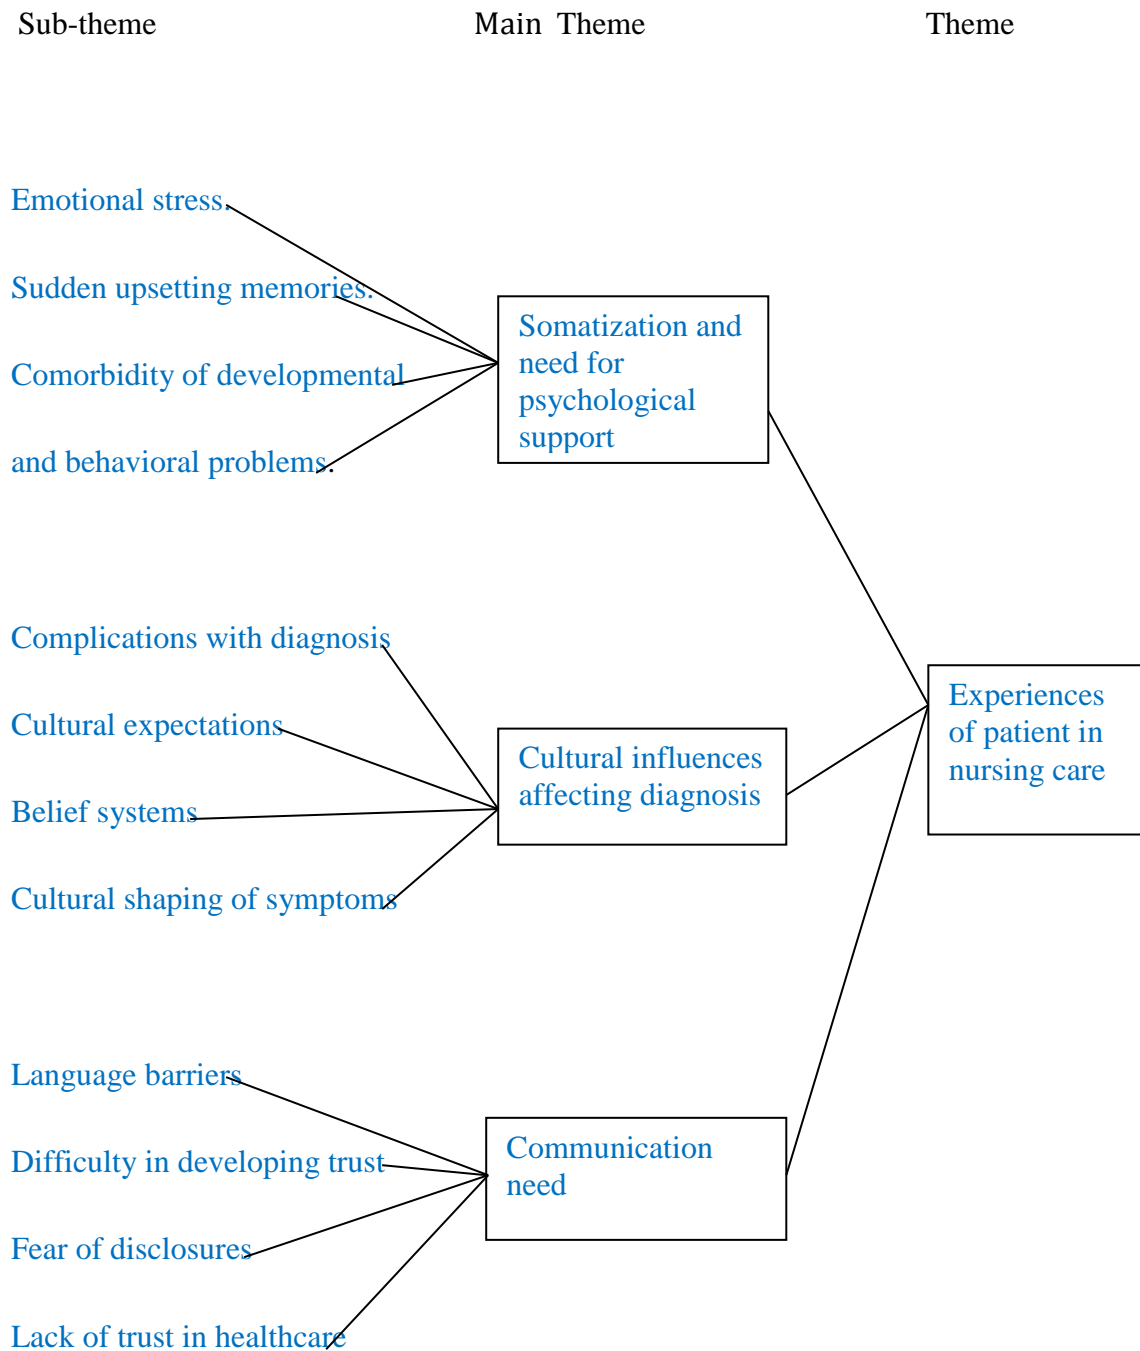 Sub-theme Main Theme Theme
Emotional stress.
Sudden upsetting memories.
Comorbidity of developmental
and behavioral problems.
Somatization and
need for
psychological
support
Complications with diagnosis
Cultural expectations
Belief systems
Cultural shaping of symptoms
Cultural influences
affecting diagnosis
Experiences
of patient in
nursing care
Language barriers
Difficulty in developing trust
Fear of disclosures
Lack of trust in healthcare
Communication
need